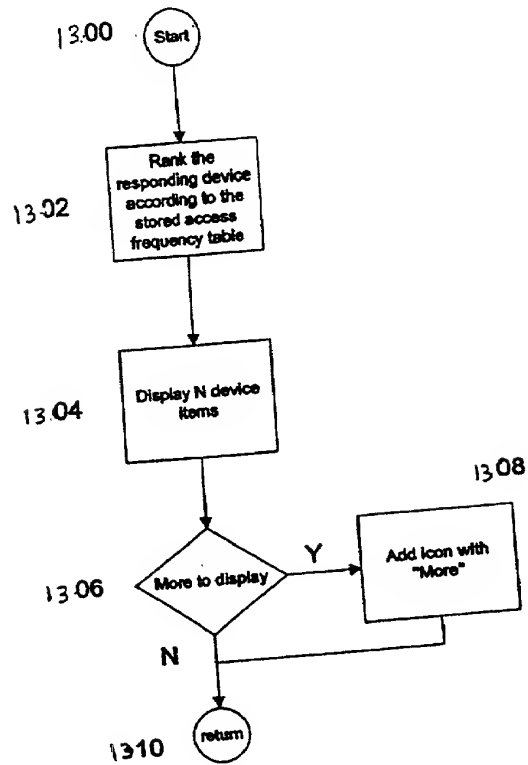 13.00
Start
13.02
Rank the
responding device
according to the
stored access
frequency table
13.04
Display N device
items
13.08
13.06
More to display
Y
Add icon with
"More"
N
1310
return